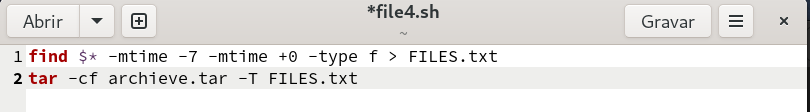 Abrir
*file4.sh
~
Gravar
1 find $* -mtime -7 -mtime +0 -type f > FILES.txt
2 tar -cf archieve.tar -T FILES.txt